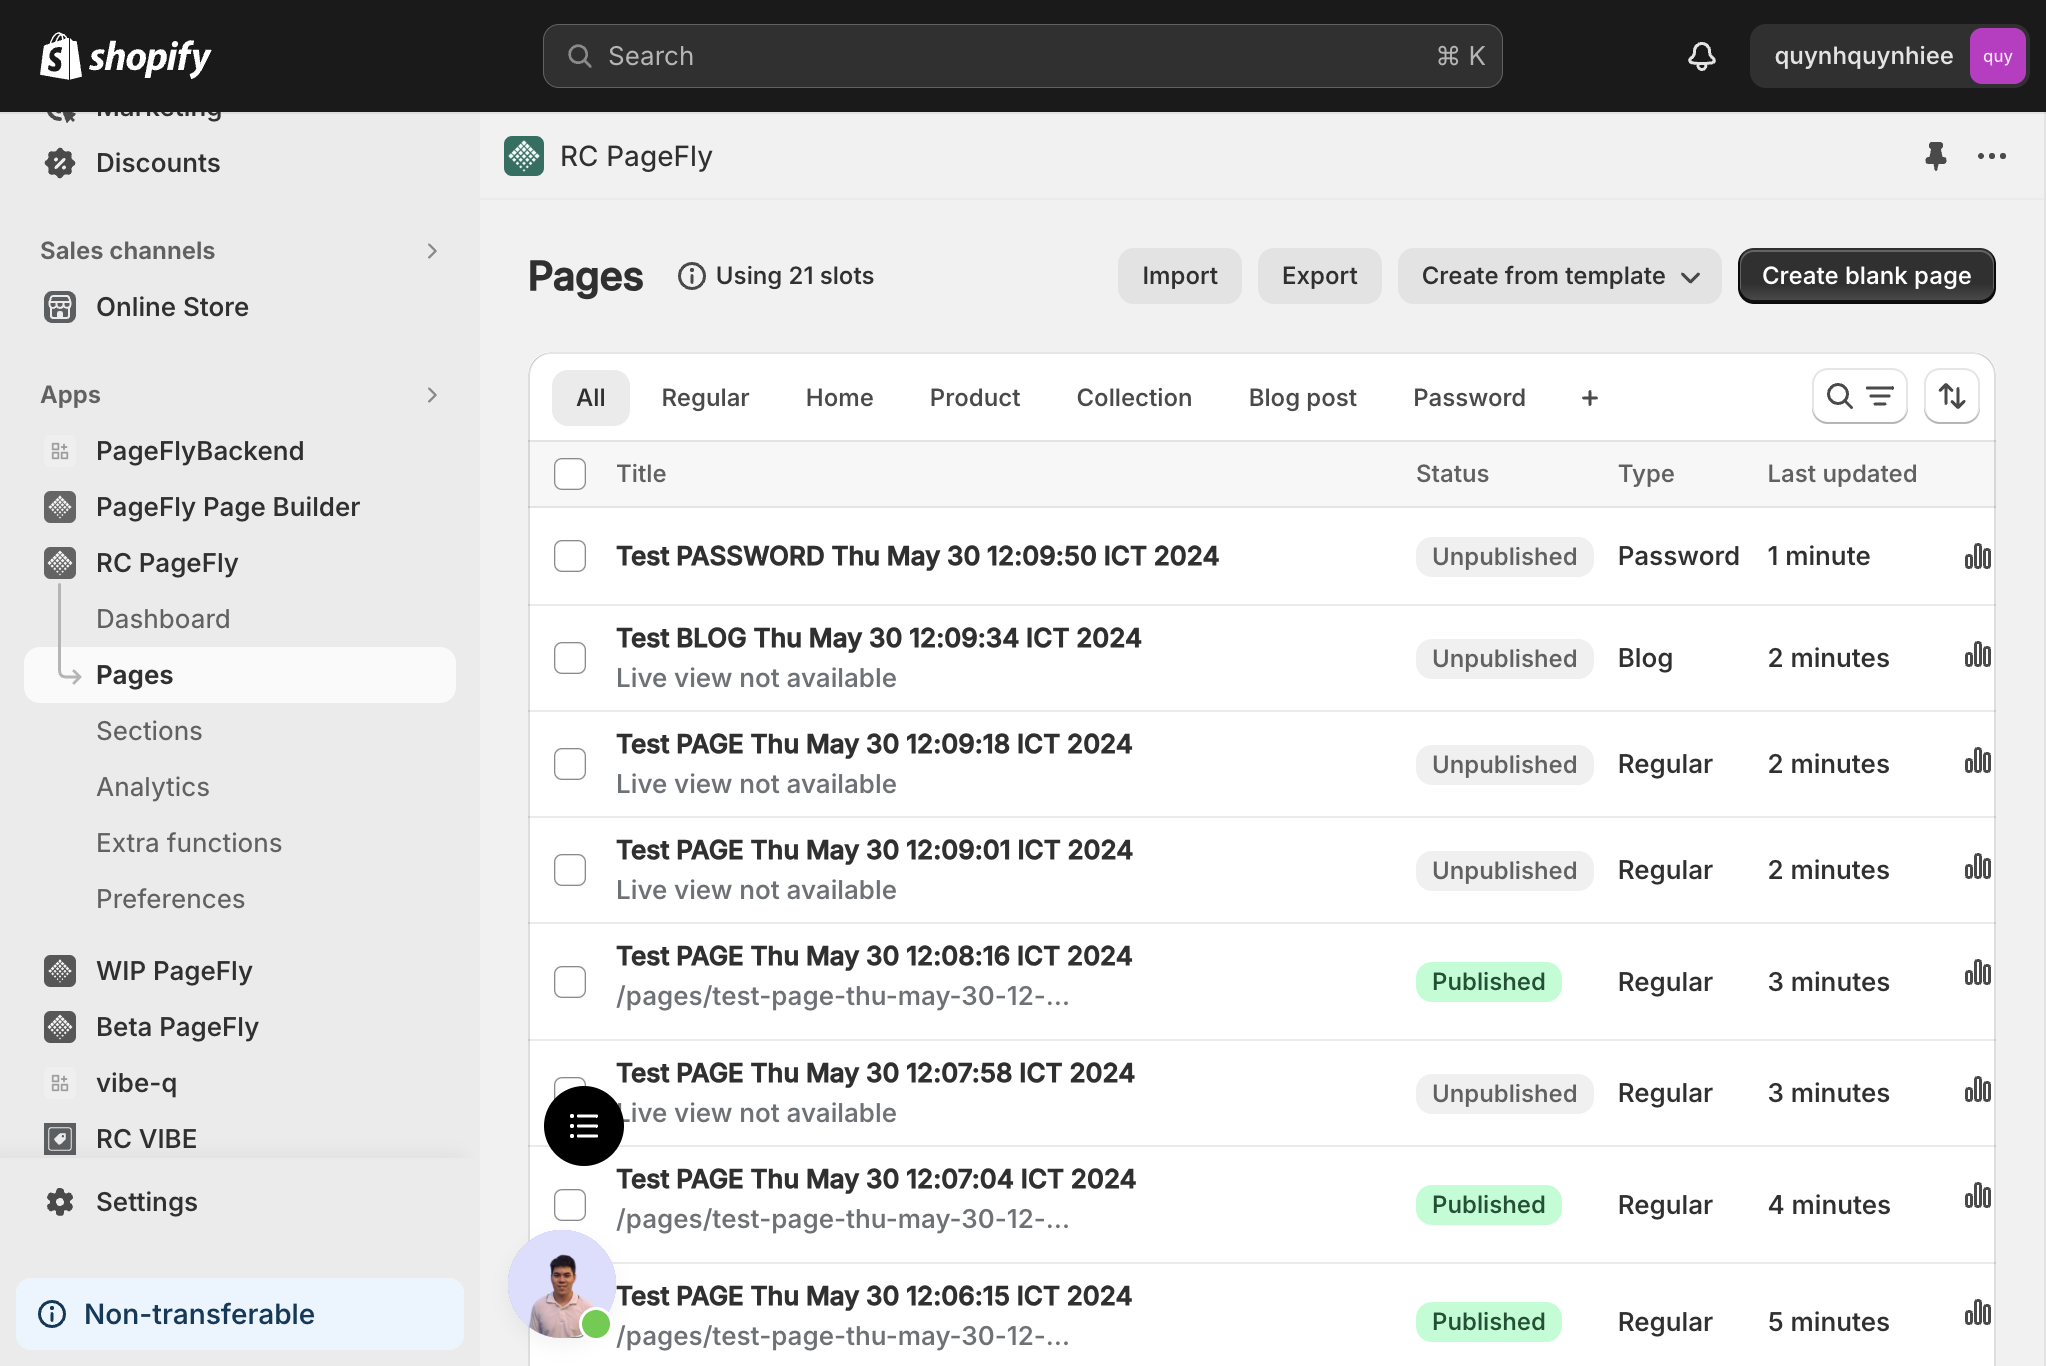 shopify
Search
⌘ K
quynhquynhiee
quy
Marketing
Discounts
Sales channels
Online Store
Apps
PageFlyBackend
PageFly Page Builder
RC PageFly
Dashboard
Pages
Sections
Analytics
Extra functions
Preferences
WIP PageFly
Beta PageFly
vibe-q
RC VIBE
Settings
Non-transferable
RC PageFly
Pages
Using 21 slots
Import
Export
Create from template
Create blank page
All
Regular
Home
Product
Collection
Blog post
Password
+
Title
Status
Type
Last updated
Test PASSWORD Thu May 30 12:09:50 ICT 2024
Unpublished
Password
1 minute
Test BLOG Thu May 30 12:09:34 ICT 2024
Live view not available
Unpublished
Blog
2 minutes
Test PAGE Thu May 30 12:09:18 ICT 2024
Live view not available
Unpublished
Regular
2 minutes
Test PAGE Thu May 30 12:09:01 ICT 2024
Live view not available
Unpublished
Regular
2 minutes
Test PAGE Thu May 30 12:08:16 ICT 2024
/pages/test-page-thu-may-30-12-...
Published
Regular
3 minutes
Test PAGE Thu May 30 12:07:58 ICT 2024
Live view not available
Unpublished
Regular
3 minutes
Test PAGE Thu May 30 12:07:04 ICT 2024
/pages/test-page-thu-may-30-12-...
Published
Regular
4 minutes
Test PAGE Thu May 30 12:06:15 ICT 2024
/pages/test-page-thu-may-30-12-...
Published
Regular
5 minutes